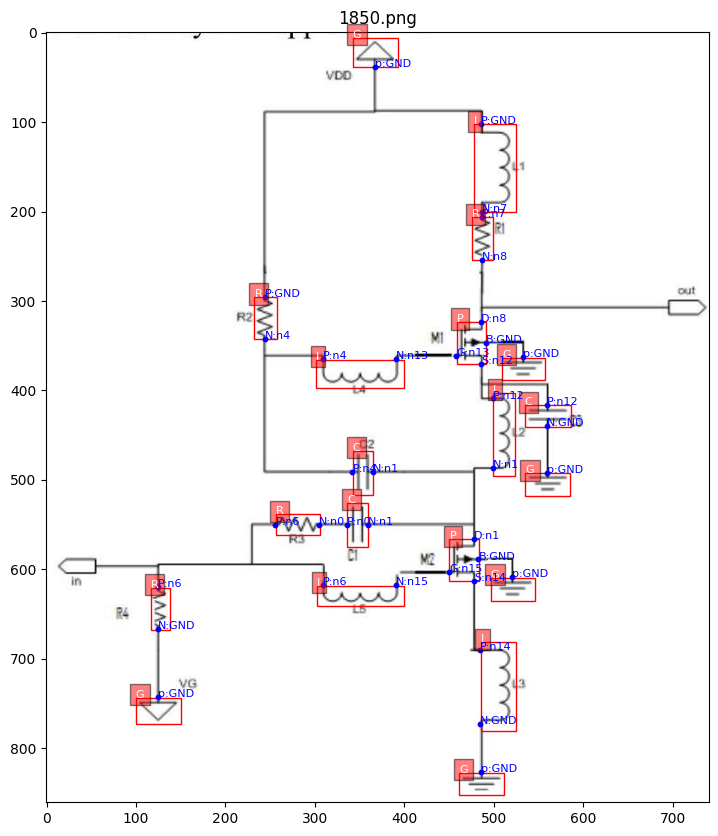 1850.png
G
p:GND
VDD
L P:GND
L1
N:n7
R P:n7
R1
N:n8
out
R P:GND
R2
N:n4
P D:n8
M1
B:GND
G:n13
S:n12
G p:GND
L P:n4
N:n13
L4
L P:n12
C P:n12
N:GND
L2
C2
C P:n4
N:n1
N:n1
G p:GND
R P:n6
N:n0
R3
C P:n0
N:n1
C1
P D:n1
M2
B:GND
G:n15
S:n14
G p:GND
in
R P:n6
R4
N:GND
L P:n6
N:n15
L5
VG
G p:GND
L P:n14
L3
N:GND
G p:GND
0
100
200
300
400
500
600
700
800
0 100 200 300 400 500 600 700